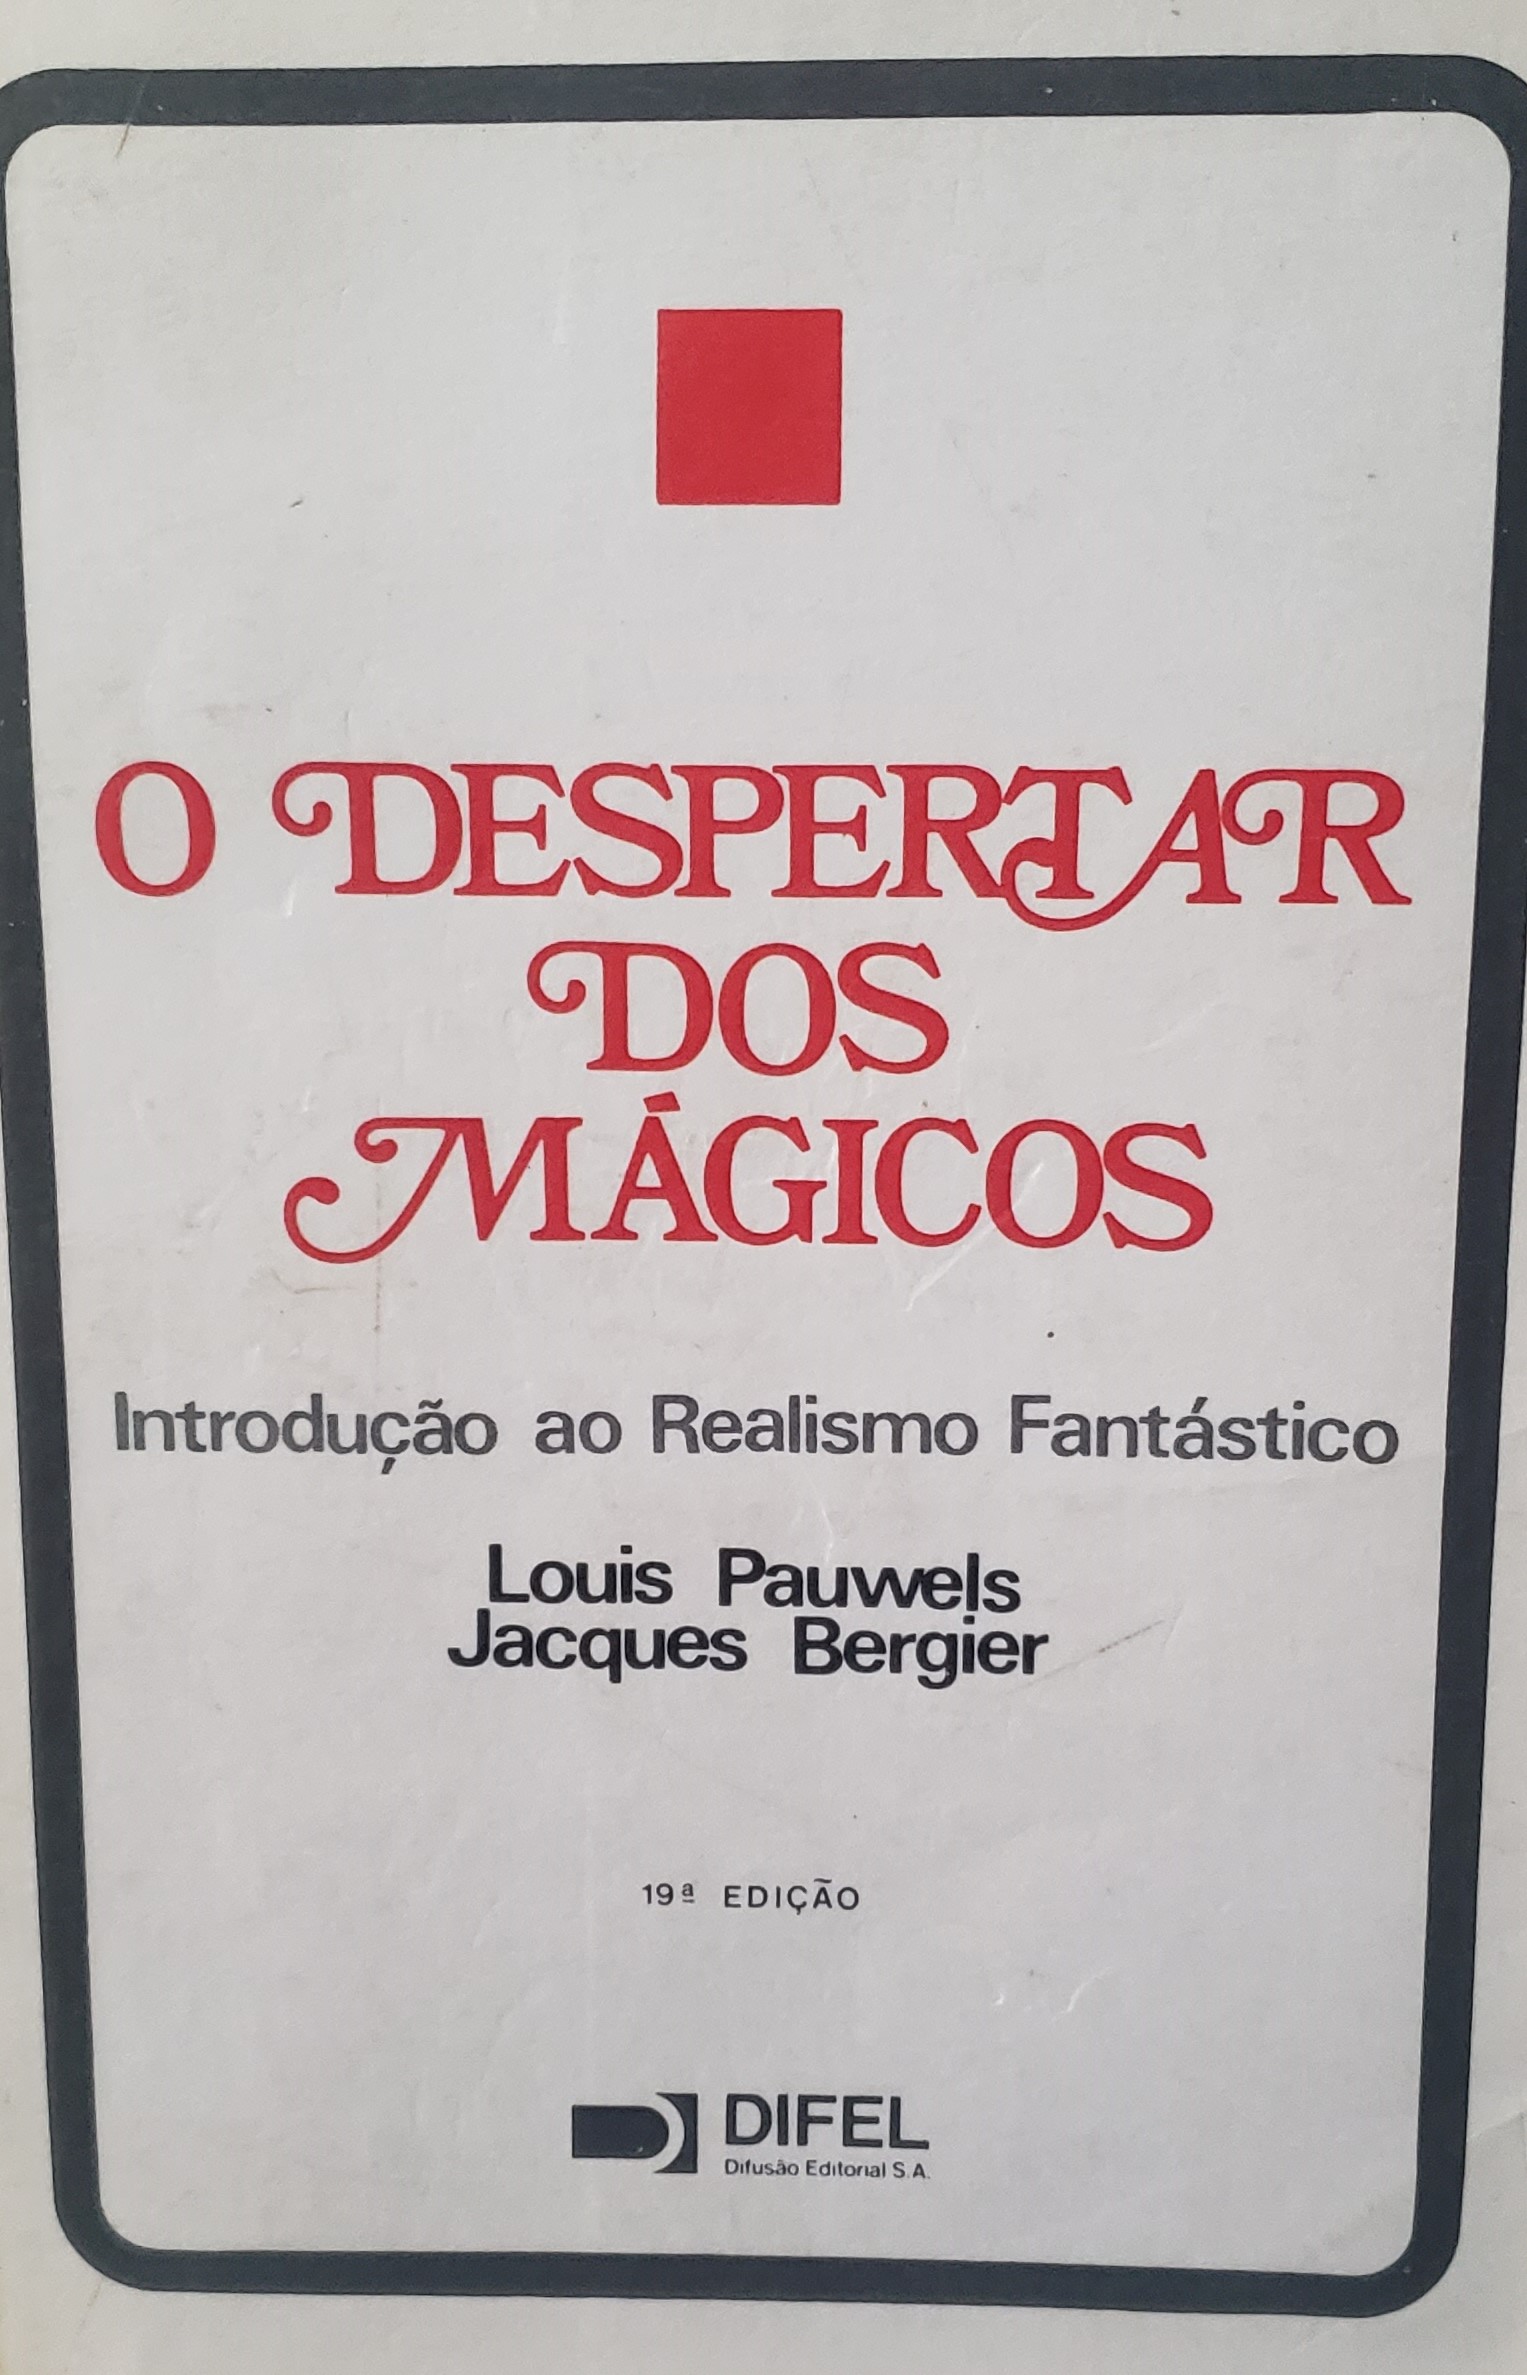 O DESPERTAR
DOS
MÁGICOS
Introdução ao Realismo Fantástico
Louis Pauwels
Jacques Bergier
19ª EDIÇÃO
DIFEL
Difusão Editorial S.A.